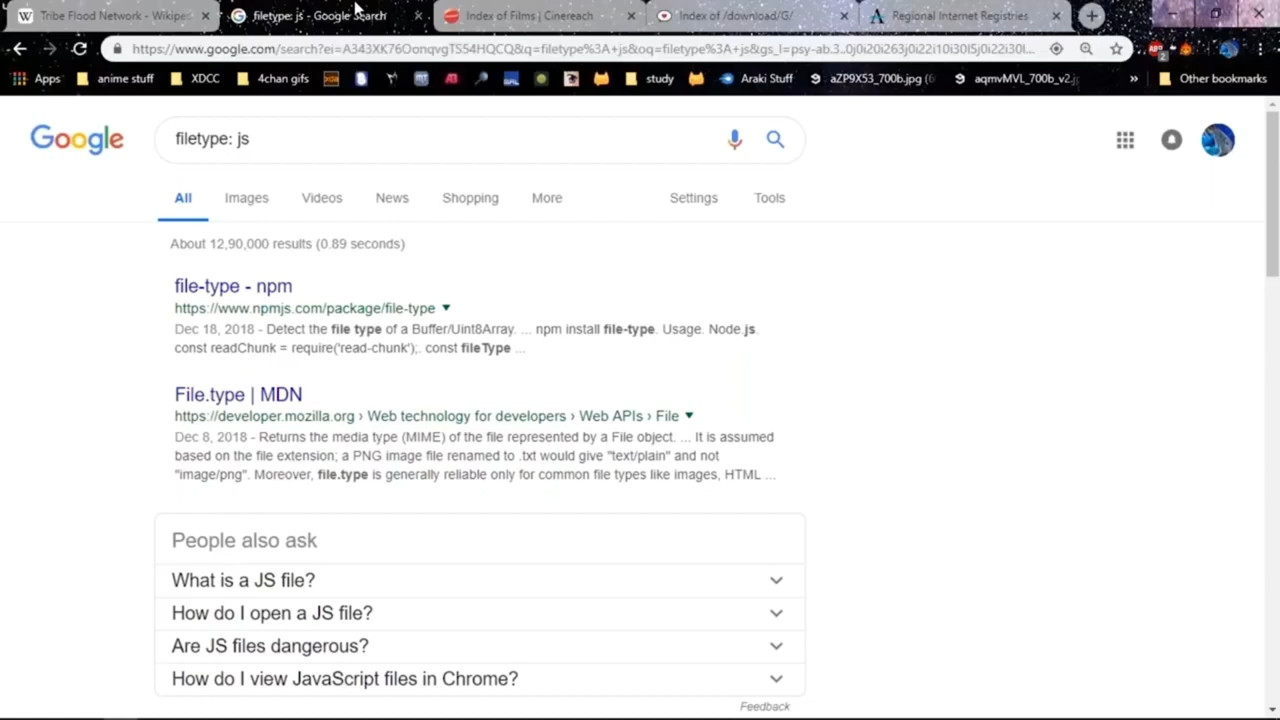 Tribe Flood Network - Wikipe
filetype: js - Google Search
Index of Films | Cinereach
Index of /download/G/
Regional Internet Registries
https://www.google.com/search?ei=A343XK76OonqvgTS54HQCQ&q=filetype%3A+js&oq=filetype%3A+js&gs_l=psy-ab.3..0j0i20i263j0i22i10i30l5j0i22i30l...
2
Apps
anime stuff
XDCC
4chan gifs
study
Araki Stuff
aZP9X53_700b.jpg (6
aqmvMVL_700b_v2.j
»
Other bookmarks
Google
filetype: js
All
Images
Videos
News
Shopping
More
Settings
Tools
About 12,90,000 results (0.89 seconds)
file-type - npm
https://www.npmjs.com/package/file-type
Dec 18, 2018 - Detect the file type of a Buffer/Uint8Array. ... npm install file-type. Usage. Node.js.
const readChunk = require('read-chunk');. const fileType ...
File.type | MDN
https://developer.mozilla.org › Web technology for developers › Web APIs › File
Dec 8, 2018 - Returns the media type (MIME) of the file represented by a File object. ... It is assumed
based on the file extension; a PNG image file renamed to .txt would give "text/plain" and not
"image/png". Moreover, file.type is generally reliable only for common file types like images, HTML ...
People also ask
What is a JS file?
How do I open a JS file?
Are JS files dangerous?
How do I view JavaScript files in Chrome?
Feedback